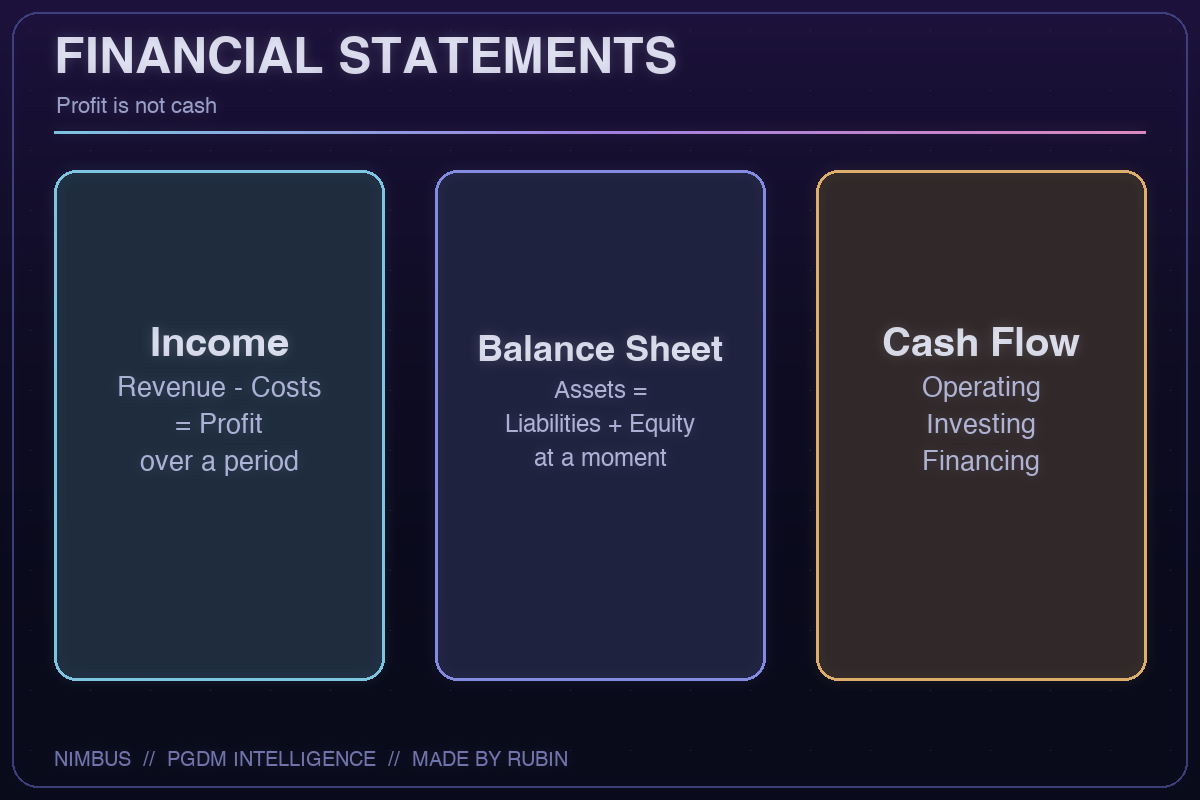 FINANCIAL STATEMENTS
Profit is not cash
Income
Revenue - Costs
= Profit
over a period
Balance Sheet
Assets =
Liabilities + Equity
at a moment
Cash Flow
Operating
Investing
Financing
NIMBUS // PGDM INTELLIGENCE // MADE BY RUBIN